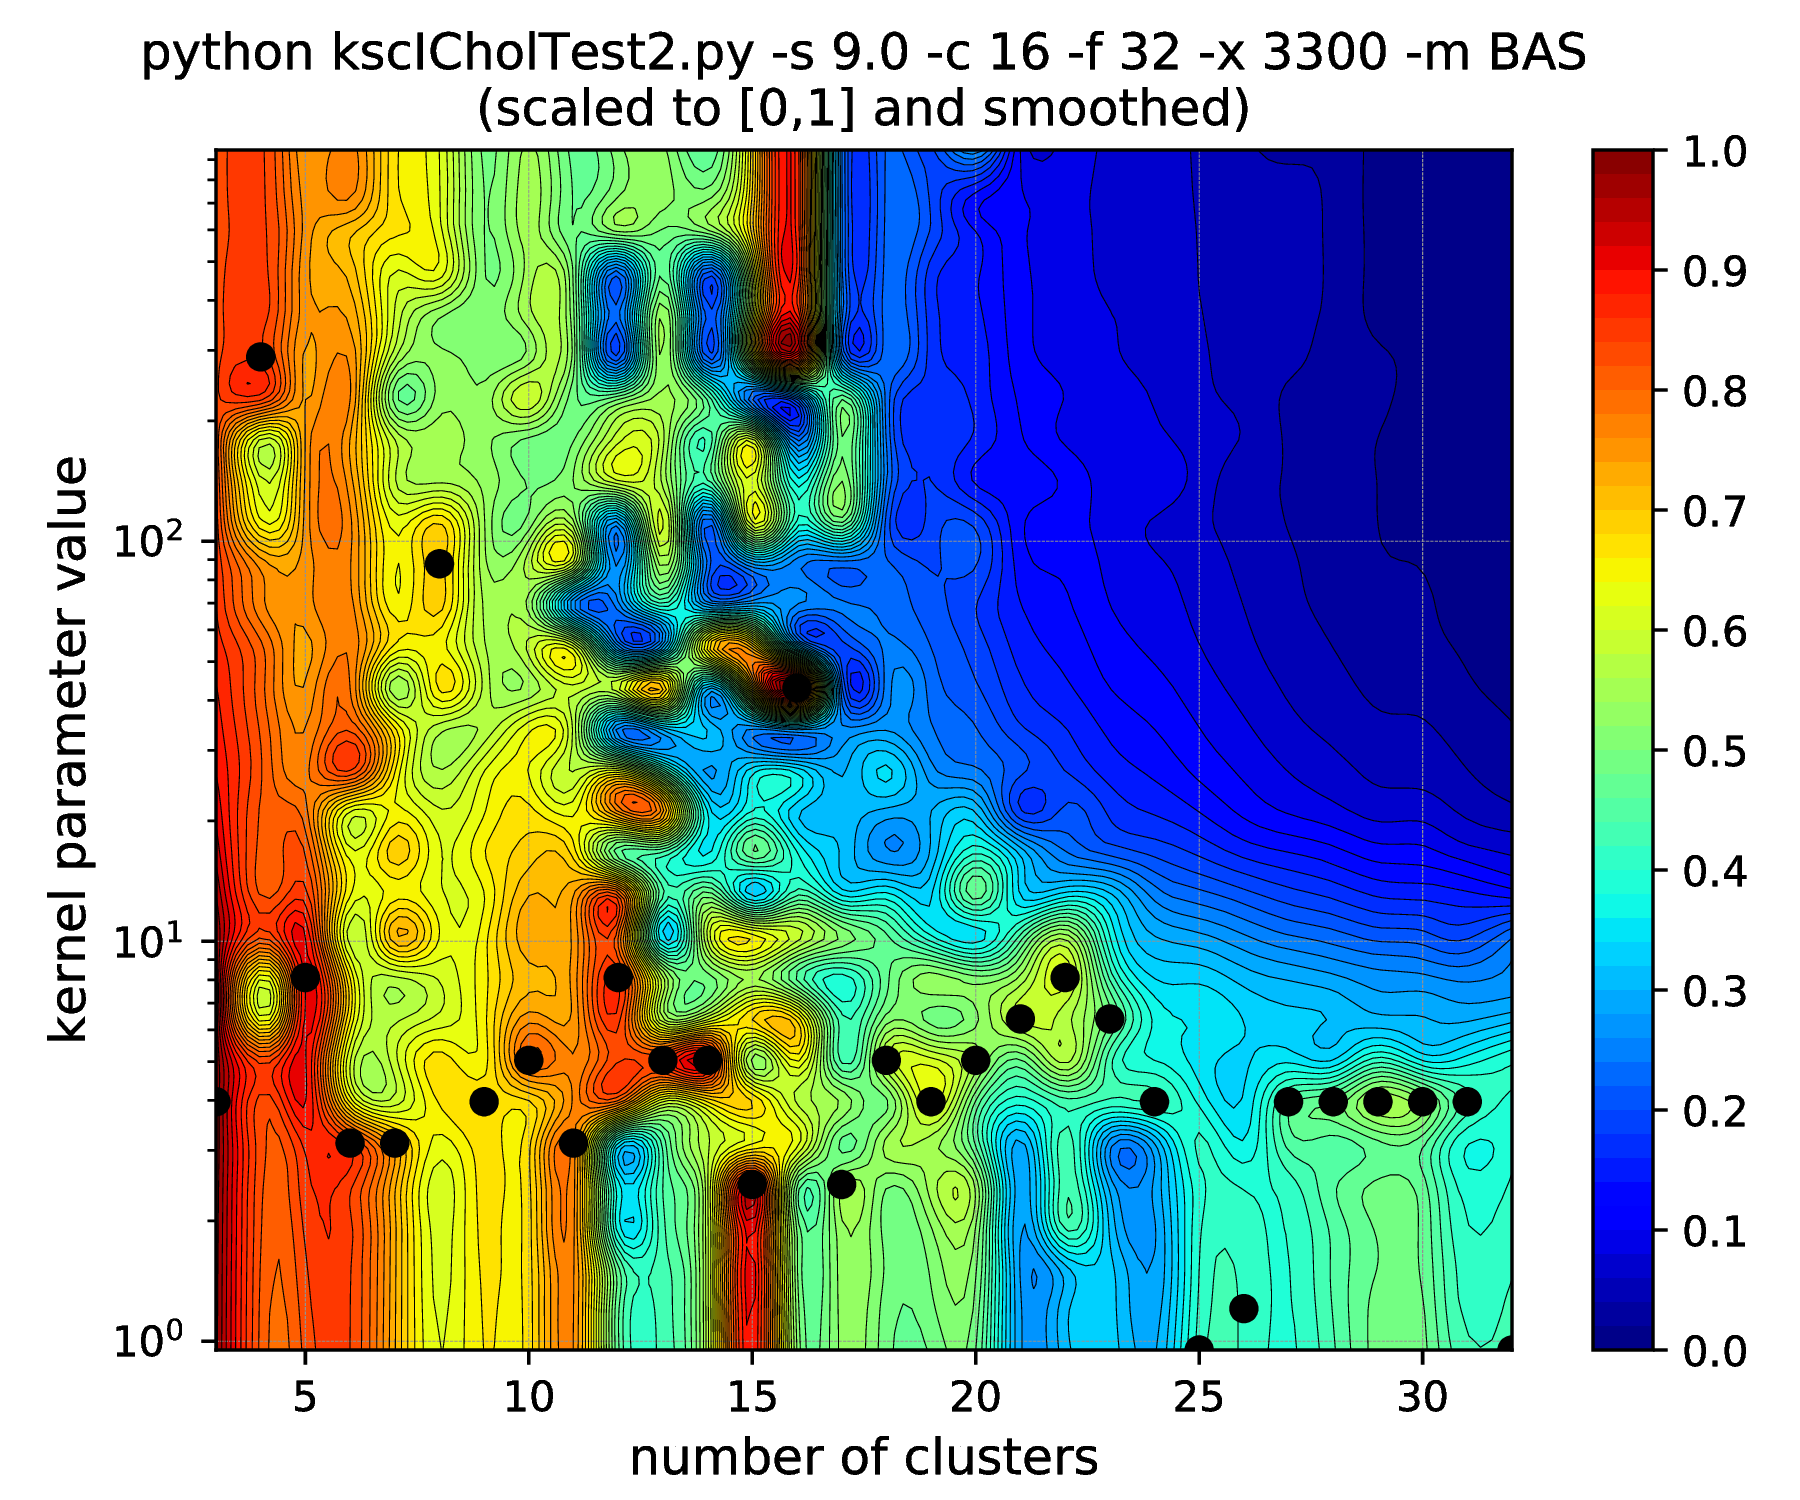 python kscICholTest2.py -s 9.0 -c 16 -f 32 -x 3300 -m BAS
(scaled to [0,1] and smoothed)
kernel parameter value
10²
10¹
10⁰
5 10 15 20 25 30
number of clusters
1.0
0.9
0.8
0.7
0.6
0.5
0.4
0.3
0.2
0.1
0.0